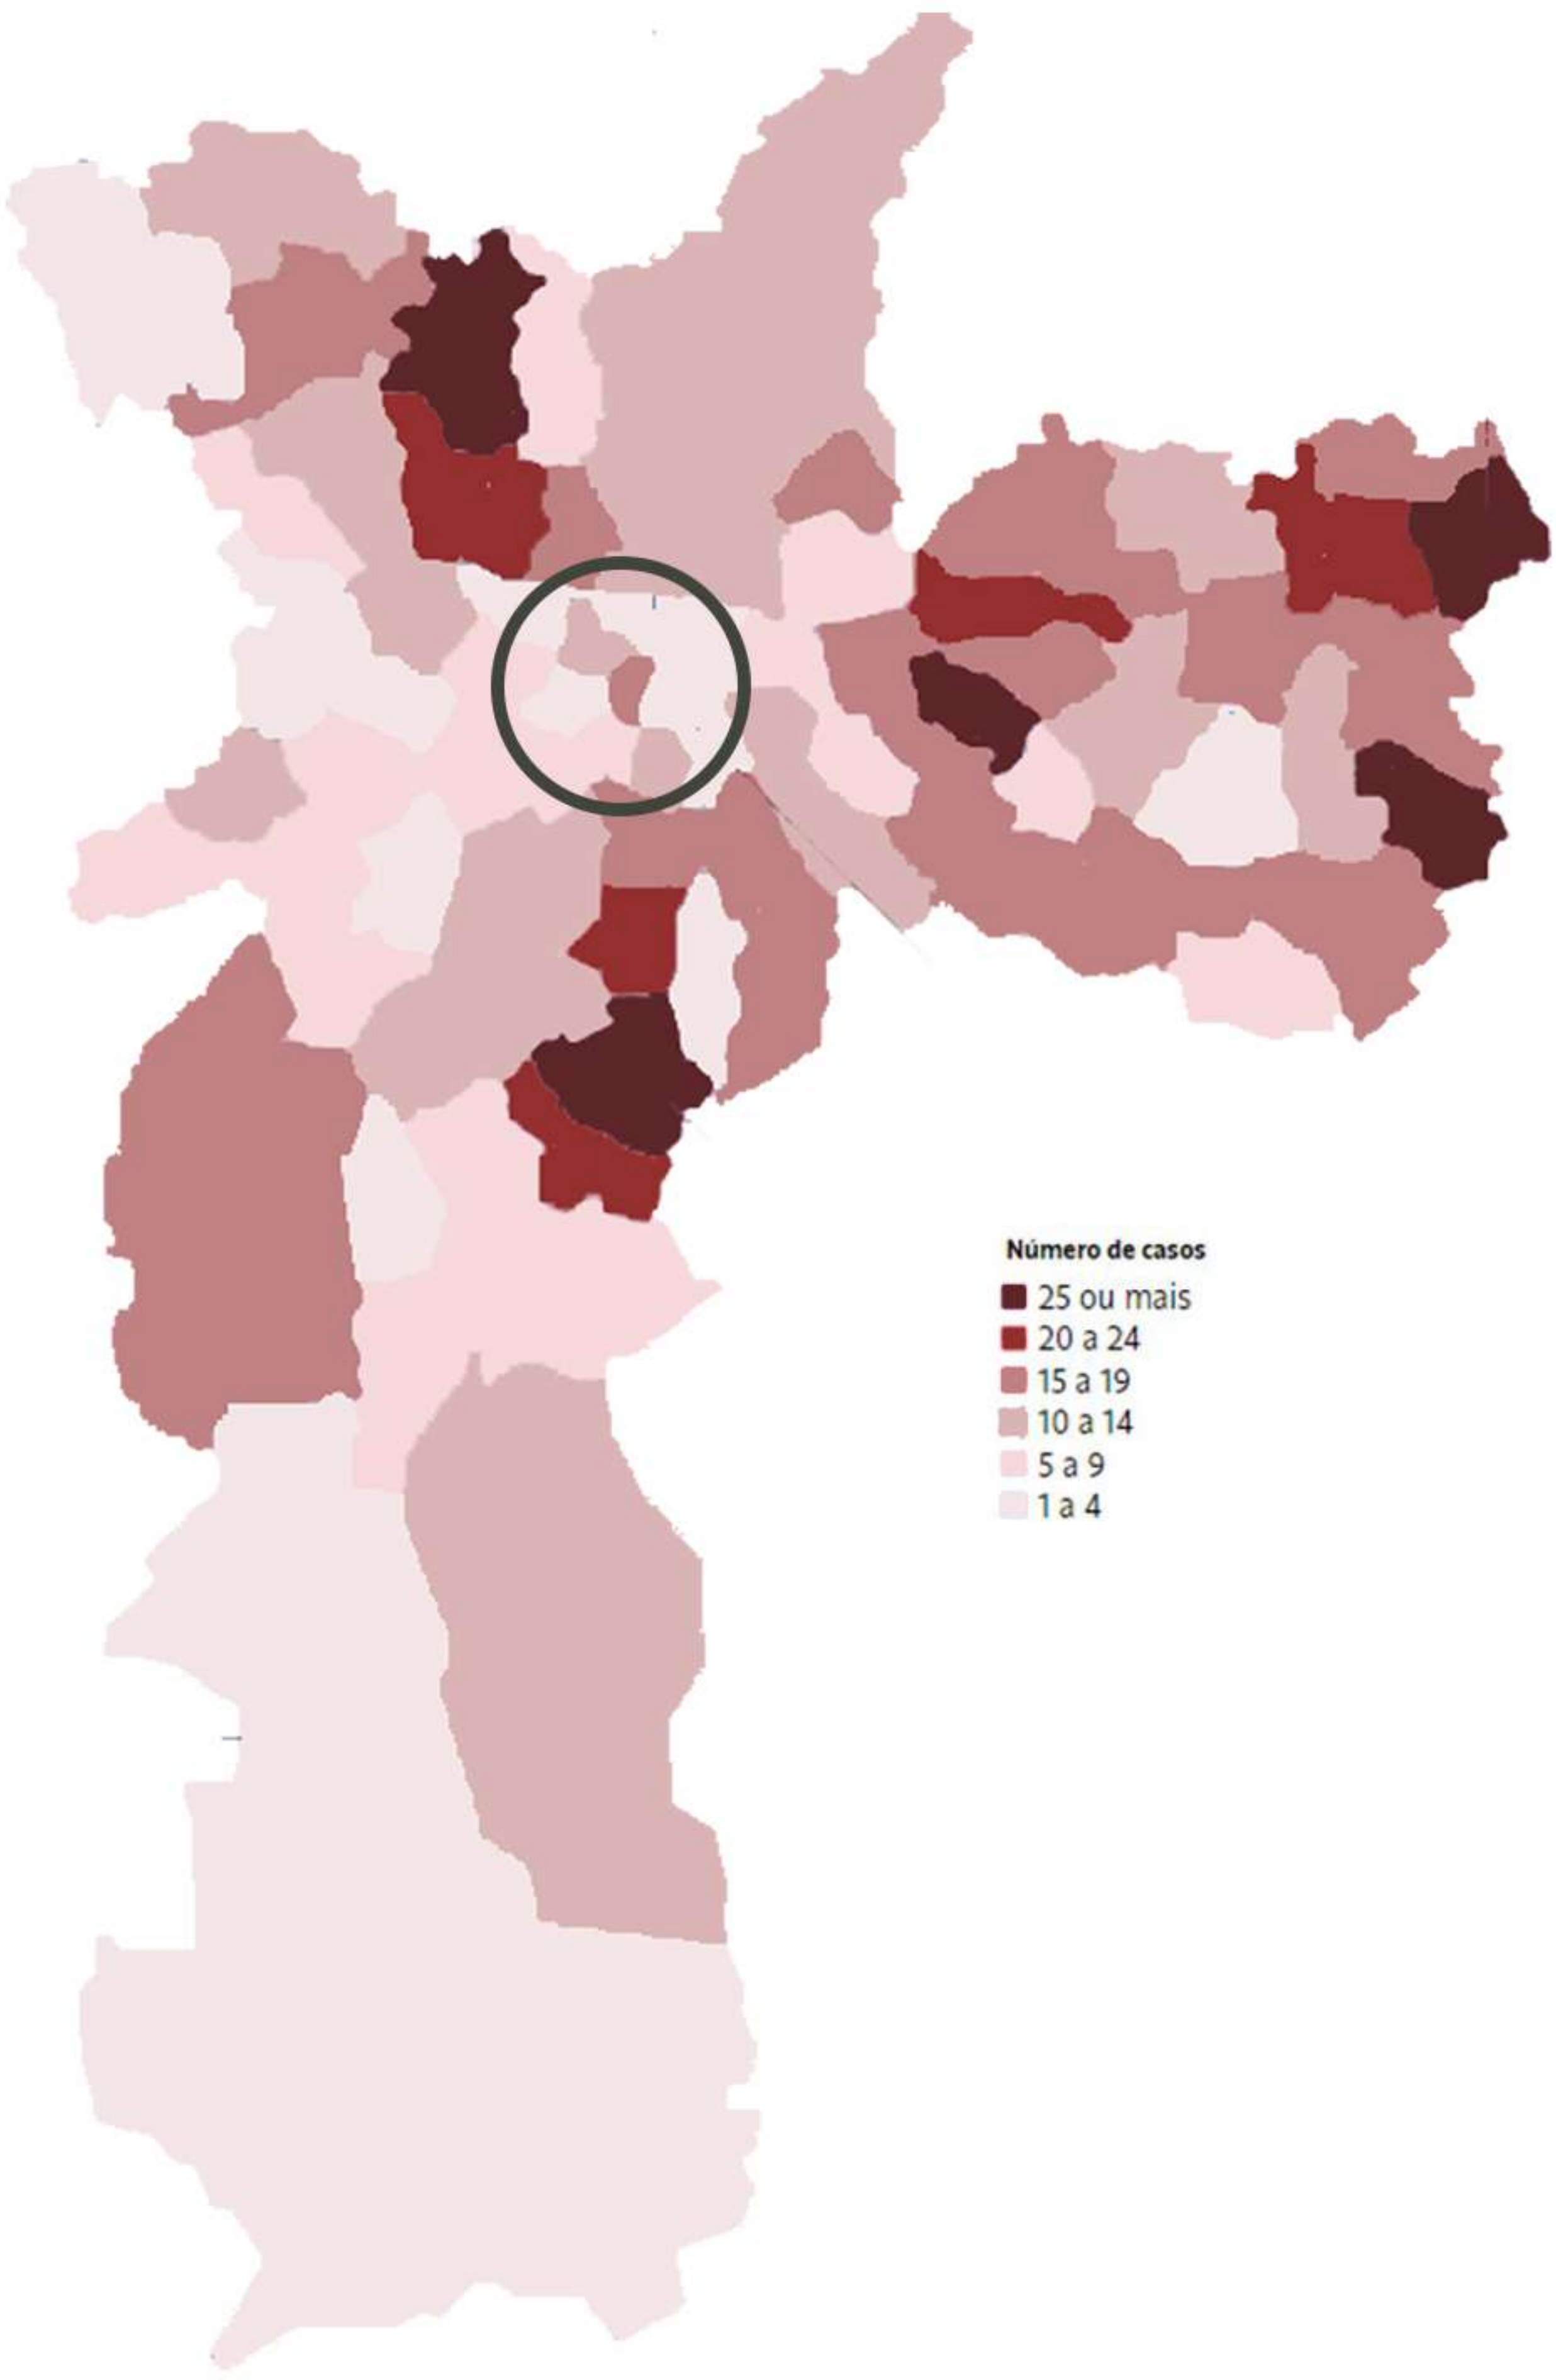 Número de casos
25 ou mais
20 a 24
15 a 19
10 a 14
5 a 9
1 a 4